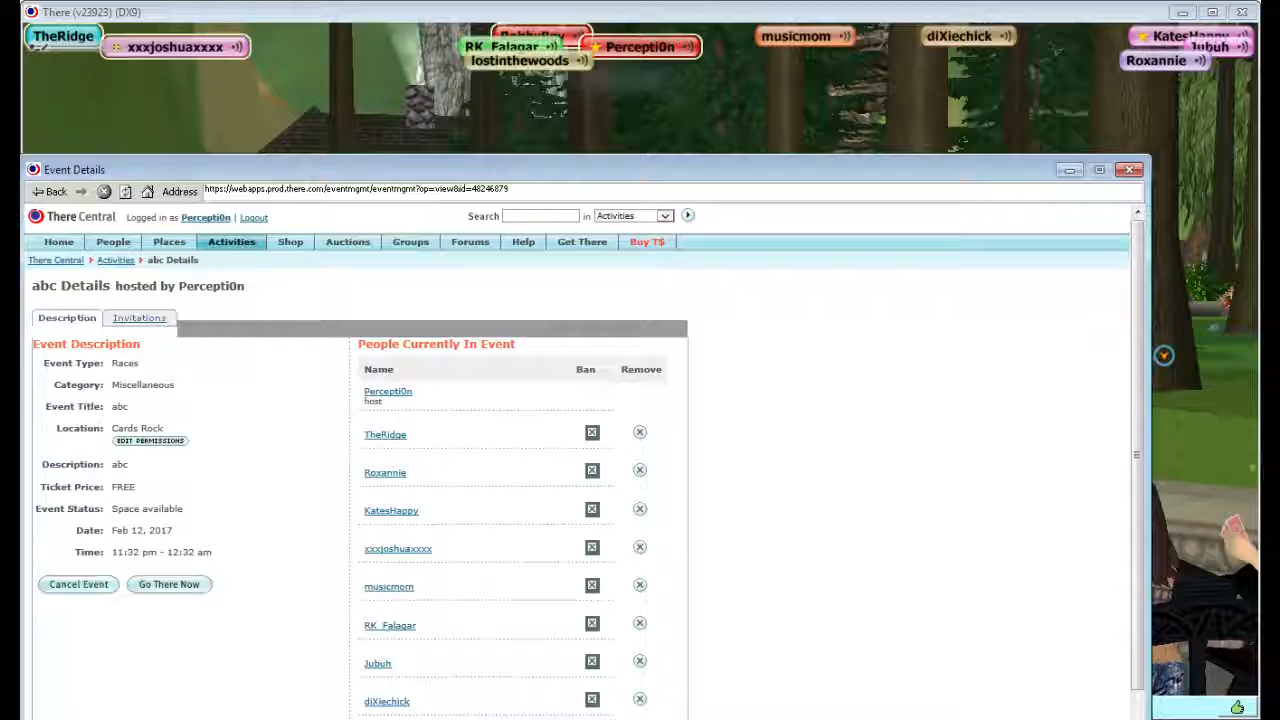 There (v23923) (DX9)
TheRidge
xxxjoshuaxxxx
RK_Falagar
Percepti0n
lostinthewoods
musicmom
diXiechick
KatesHappy
Jubuh
Roxannie
Event Details
Back
Address
https://webapps.prod.there.com/eventmgmt/eventmgmt?op=view&id=48246879
There Central
Logged in as Percepti0n | Logout
Search
in
Activities
Home
People
Places
Activities
Shop
Auctions
Groups
Forums
Help
Get There
Buy T$
There Central
Activities
abc Details
abc Details hosted by Percepti0n
Description
Invitations
Event Description
Event Type: Races
Category: Miscellaneous
Event Title: abc
Location: Cards Rock
EDIT PERMISSIONS
Description: abc
Ticket Price: FREE
Event Status: Space available
Date: Feb 12, 2017
Time: 11:32 pm - 12:32 am
Cancel Event
Go There Now
People Currently In Event
Name
Ban
Remove
Percepti0n
host
TheRidge
Roxannie
KatesHappy
xxxjoshuaxxxx
musicmom
RK_Falagar
Jubuh
diXiechick